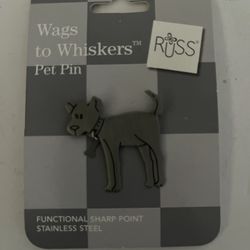 Wags
to Whiskers™
Pet Pin
RUSS®
FUNCTIONAL SHARP POINT
STAINLESS STEEL